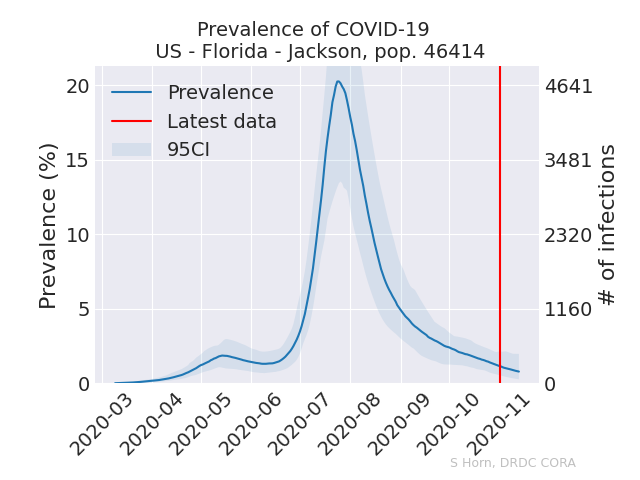 Prevalence of COVID-19
US - Florida - Jackson, pop. 46414
Prevalence
Latest data
95CI
20
15
10
5
0
Prevalence (%)
4641
3481
2320
1160
0
# of infections
2020-03
2020-04
2020-05
2020-06
2020-07
2020-08
2020-09
2020-10
2020-11
S Horn, DRDC CORA